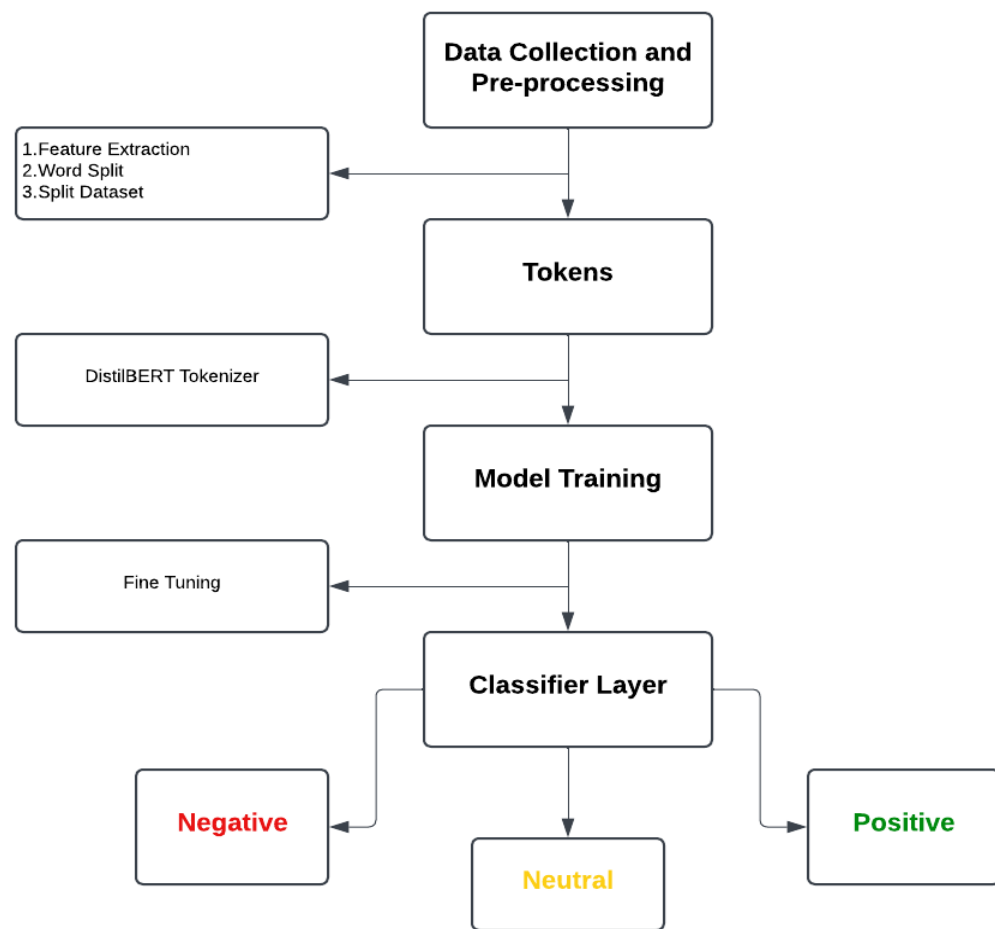 Data Collection and
Pre-processing
1.Feature Extraction
2.Word Split
3.Split Dataset
Tokens
DistilBERT Tokenizer
Model Training
Fine Tuning
Classifier Layer
Negative
Neutral
Positive